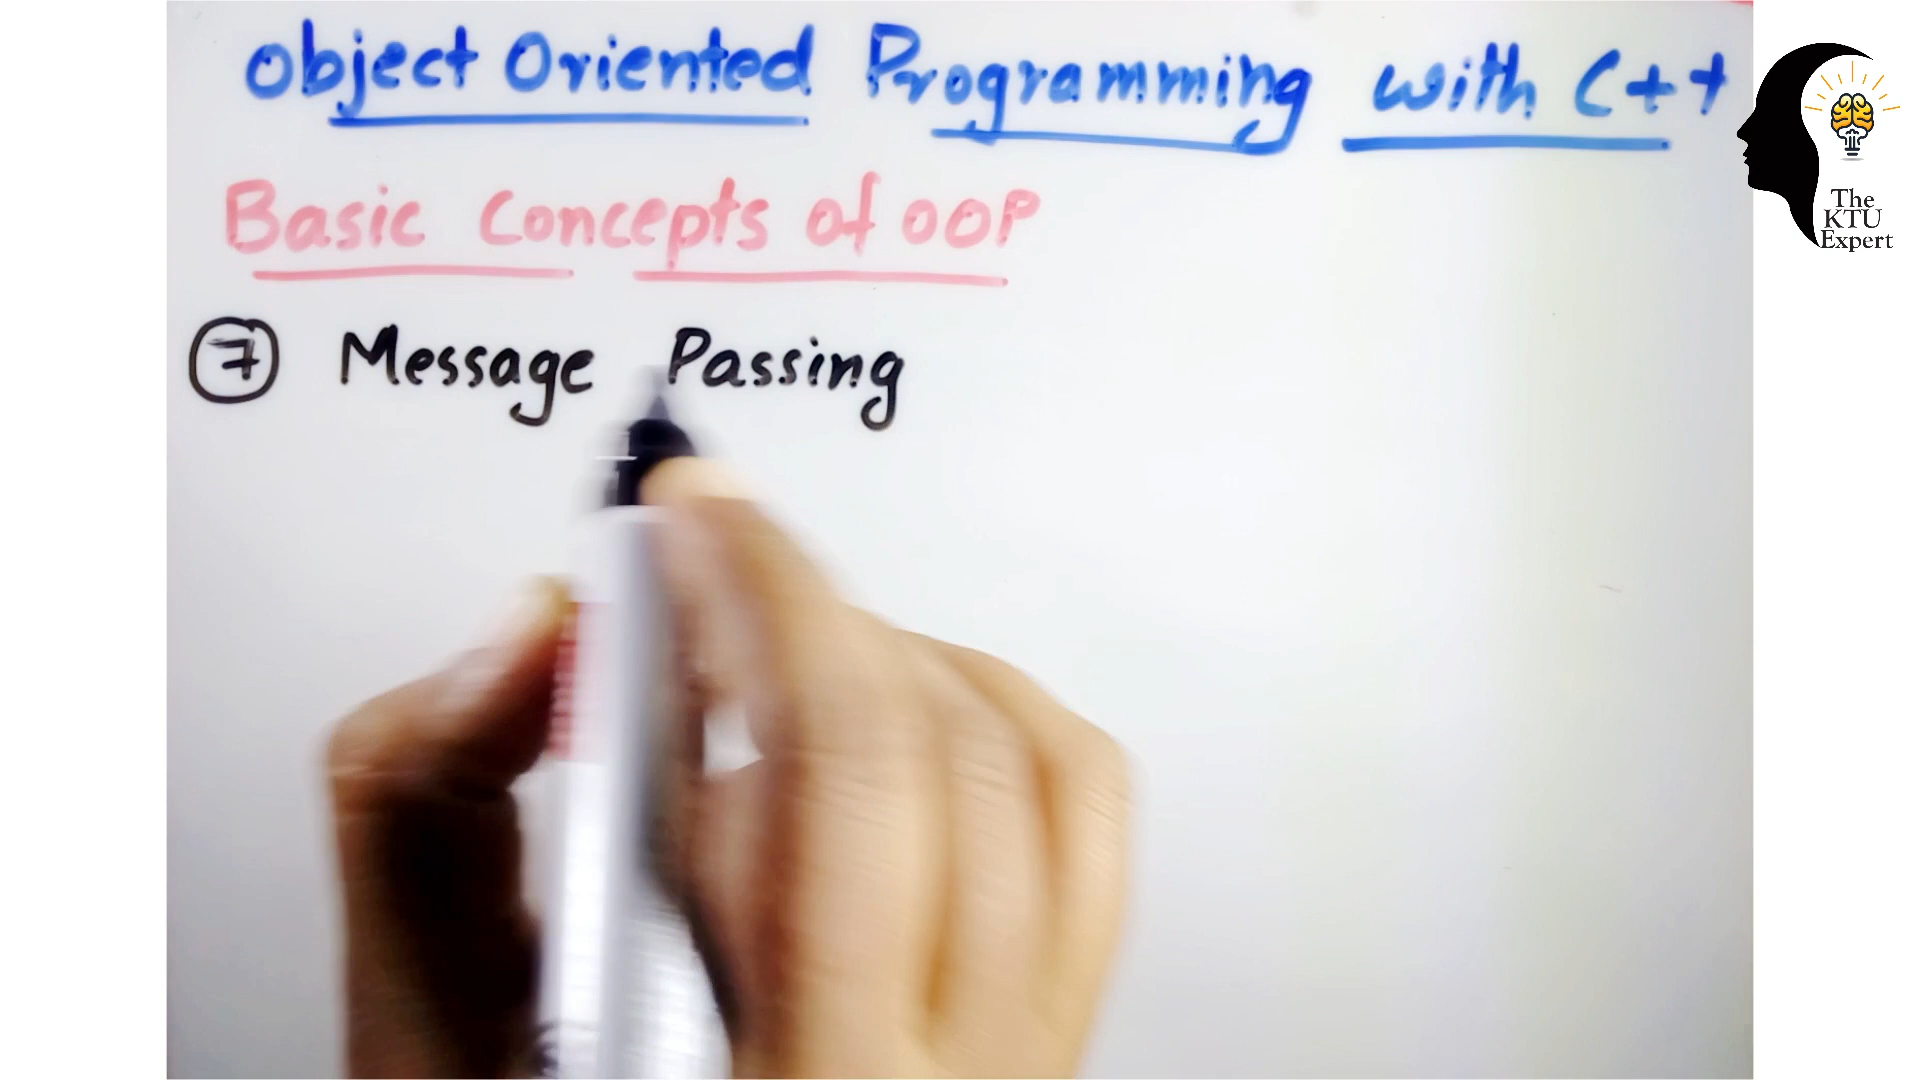 Object Oriented Programming with C++
Basic Concepts of OOP
7 Message Passing
The
KTU
Expert